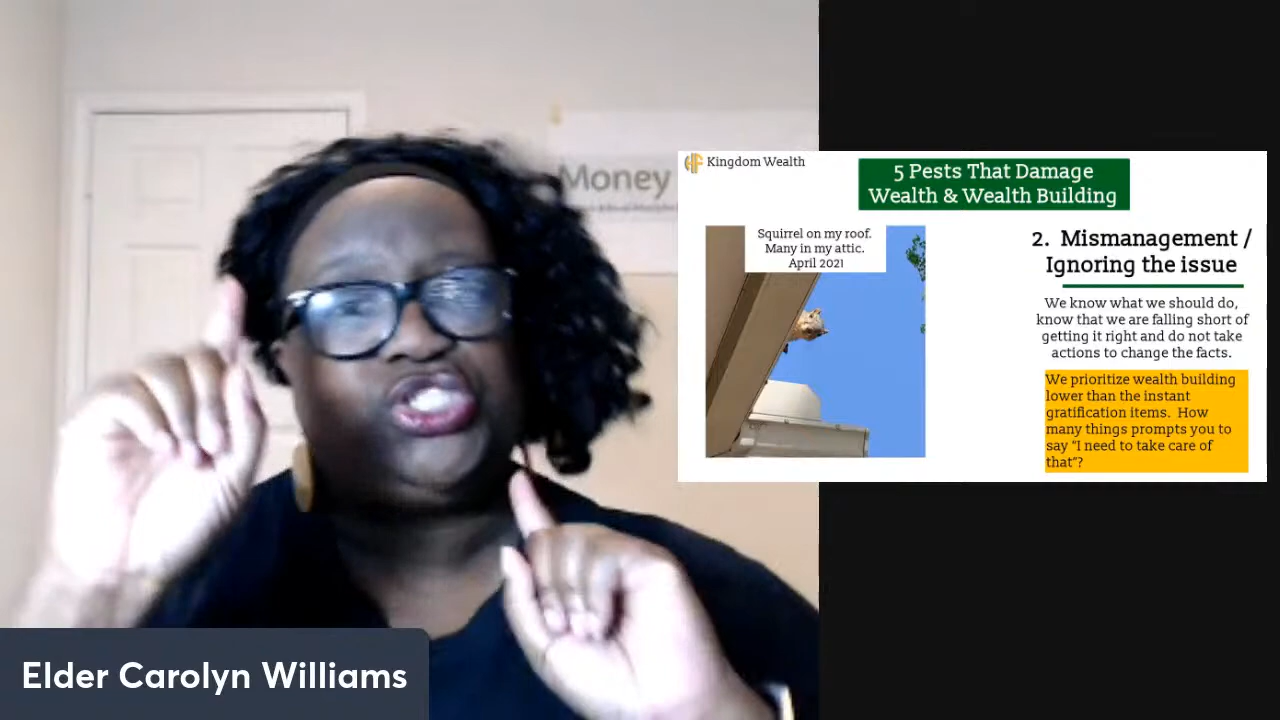 Money
Kingdom Wealth
5 Pests That Damage
Wealth & Wealth Building
Squirrel on my roof.
Many in my attic.
April 2021
2. Mismanagement /
Ignoring the issue
We know what we should do,
know that we are falling short of
getting it right and do not take
actions to change the facts.
We prioritize wealth building
lower than the instant
gratification items. How
many things prompts you to
say "I need to take care of
that"?
Elder Carolyn Williams